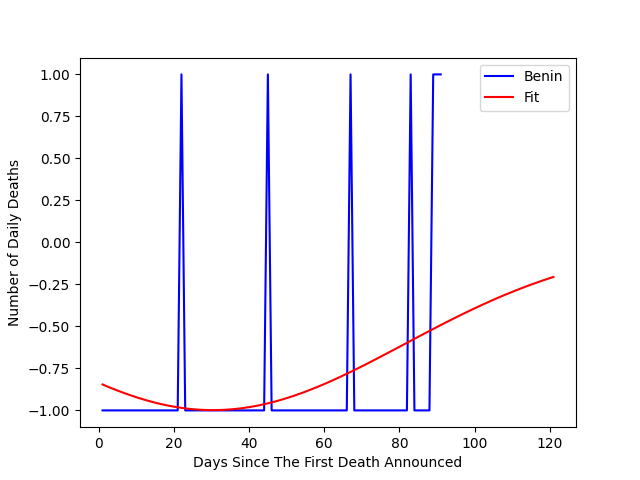 Benin
Fit
1.00
0.75
0.50
0.25
0.00
−0.25
−0.50
−0.75
−1.00
Number of Daily Deaths
0 20 40 60 80 100 120
Days Since The First Death Announced